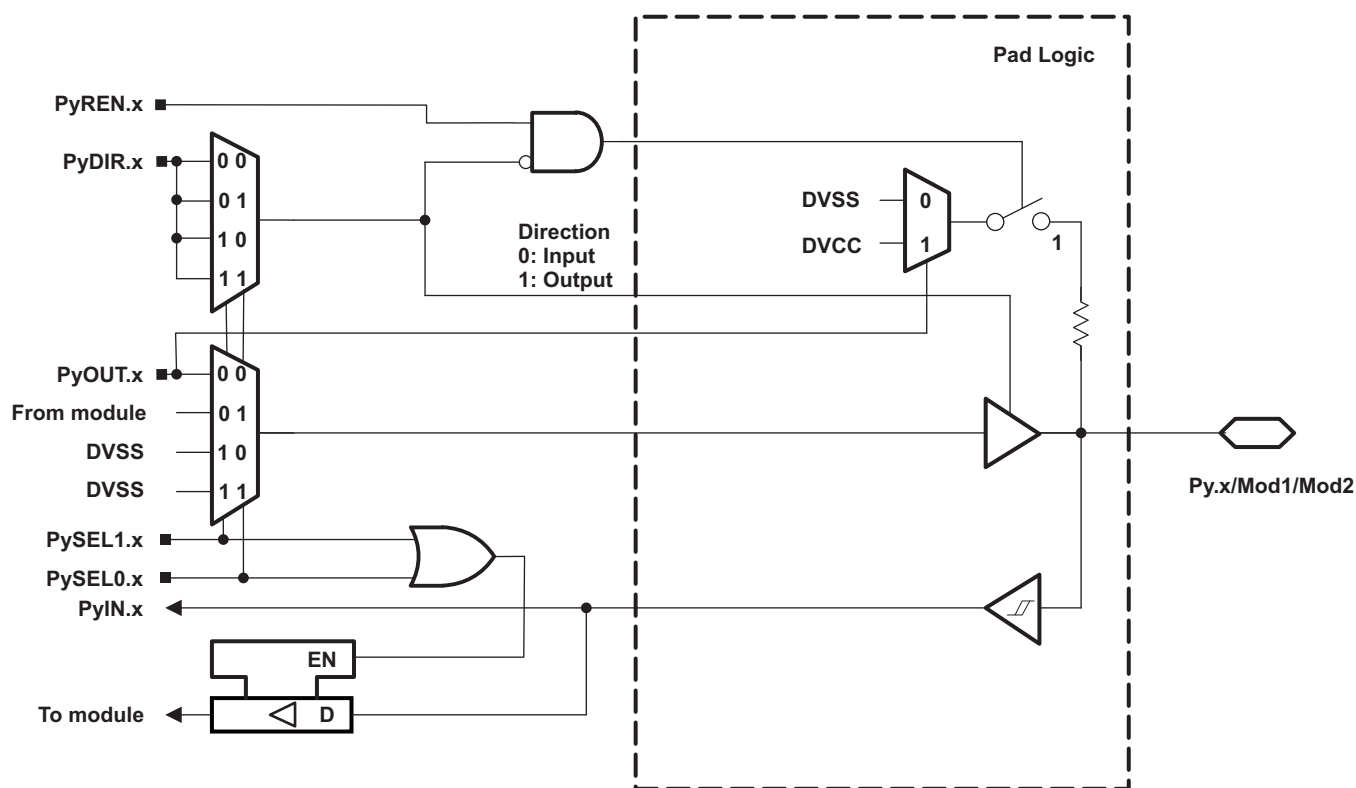 Pad Logic
PyREN.x
PyDIR.x
0 0
0 1
1 0
1 1
Direction
0: Input
1: Output
DVSS
0
DVCC
1
1
PyOUT.x
0 0
From module
0 1
DVSS
1 0
DVSS
1 1
Py.x/Mod1/Mod2
PySEL1.x
PySEL0.x
PyIN.x
EN
To module
D